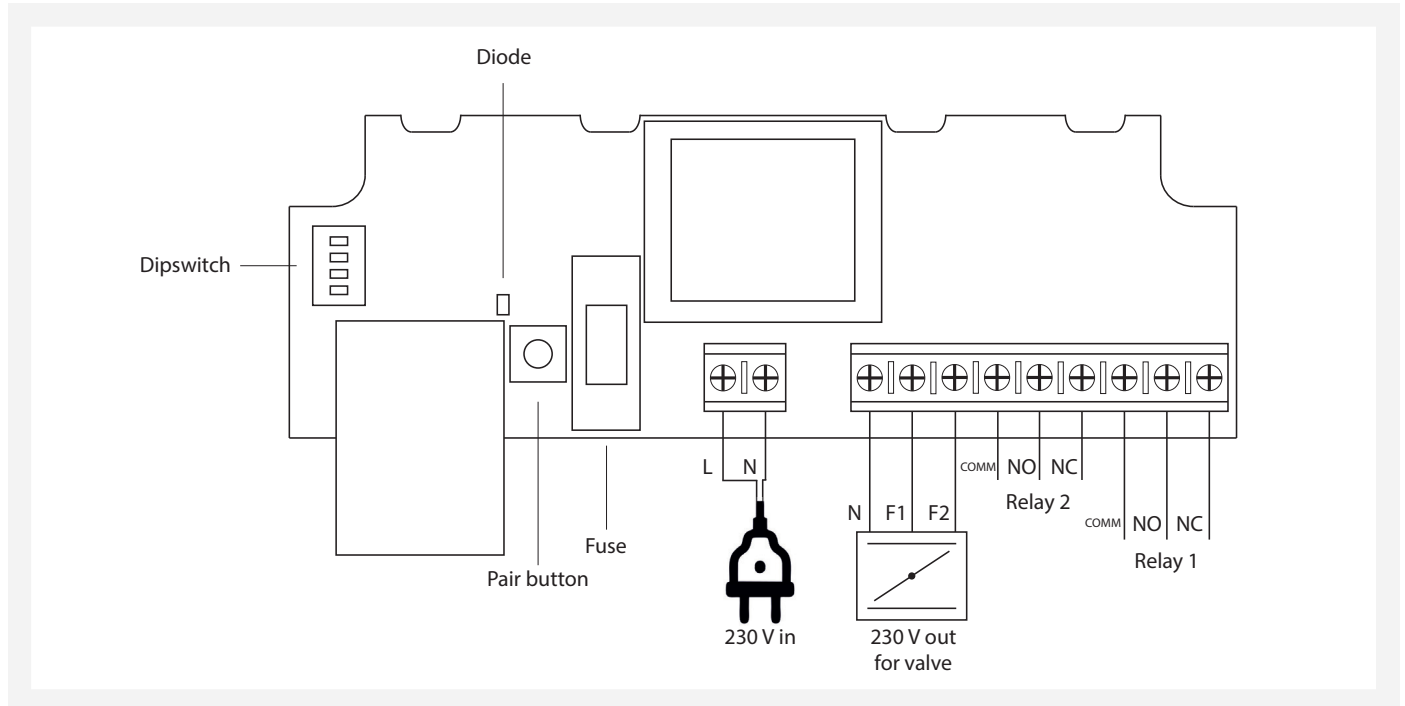 Diode
Dipswitch
L N
COMM NO NC
Relay 2
N F1 F2
COMM NO NC
Fuse
Relay 1
Pair button
230 V in
230 V out
for valve